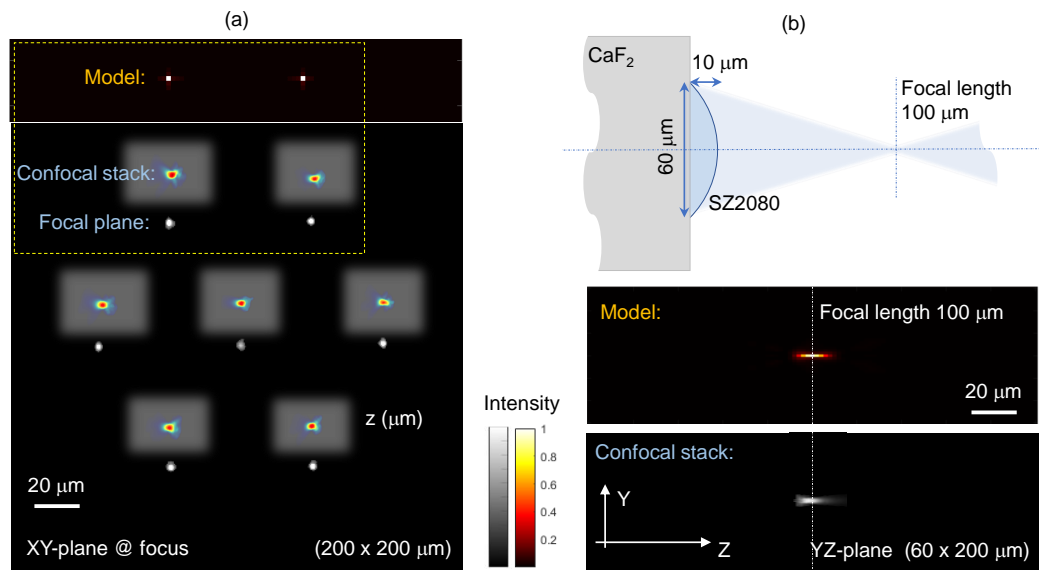 (a)
Model:
Confocal stack:
Focal plane:
z (μm)
20 μm
XY-plane @ focus
(200 x 200 μm)
Intensity
1
0.8
0.6
0.4
0.2
(b)
CaF₂
10 μm
60 μm
Focal length
100 μm
SZ2080
Model:
Focal length 100 μm
20 μm
Confocal stack:
Y
Z
YZ-plane (60 x 200 μm)